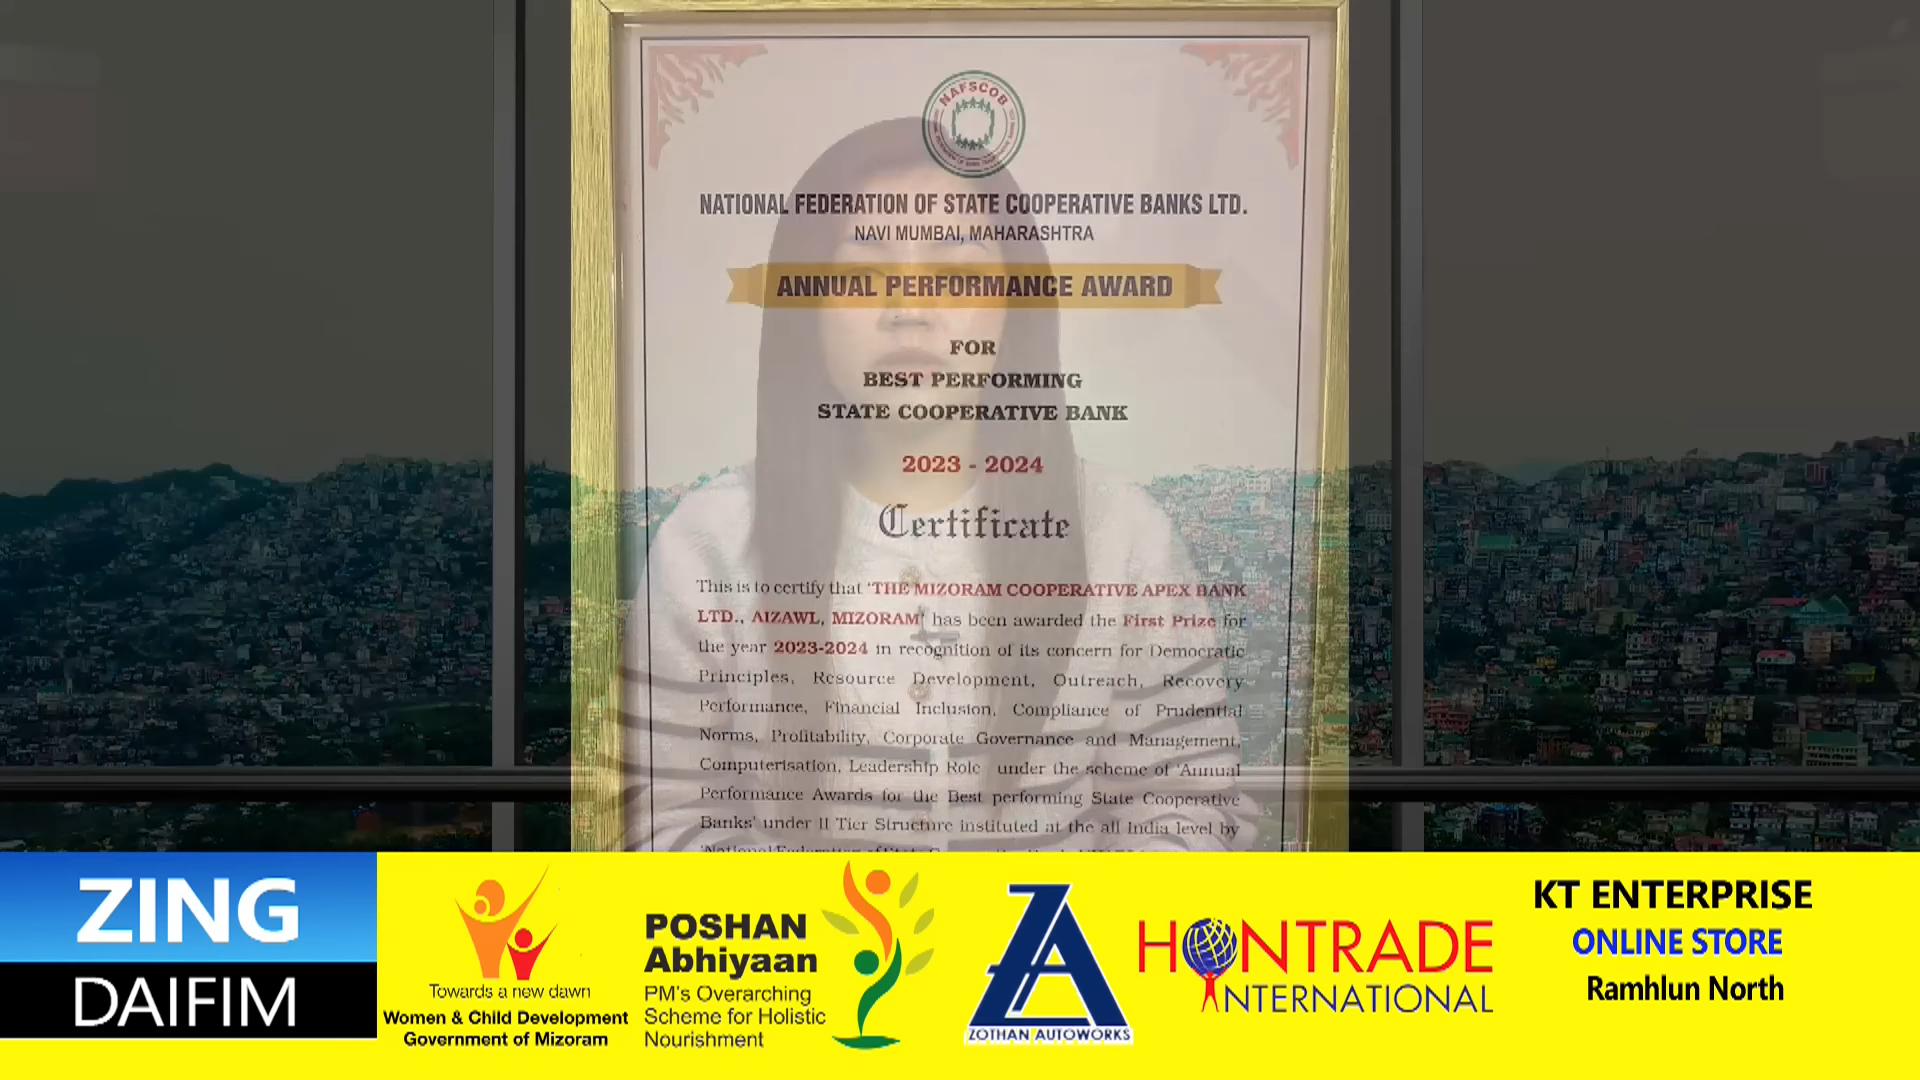 NAFSCOB
NATIONAL FEDERATION OF STATE COOPERATIVE BANKS LTD.
NAVI MUMBAI, MAHARASHTRA
ANNUAL PERFORMANCE AWARD
FOR
BEST PERFORMING
STATE COOPERATIVE BANK
2023 - 2024
Certificate
This is to certify that 'THE MIZORAM COOPERATIVE APEX BANK
LTD., AIZAWL, MIZORAM' has been awarded the First Prize for
the year 2023-2024 in recognition of its concern for Democratic
Principles, Resource Development, Outreach, Recovery
Performance, Financial Inclusion, Compliance of Prudential
Norms, Profitability, Corporate Governance and Management,
Computerisation, Leadership Role under the scheme of 'Annual
Performance Awards for the Best performing State Cooperative
Banks' under II Tier Structure instituted at the all India level by
ZING
DAIFIM
Towards a new dawn
Women & Child Development
Government of Mizoram
POSHAN
Abhiyaan
PM's Overarching
Scheme for Holistic
Nourishment
ZA
ZOTHAN AUTOWORKS
HONTRADE
INTERNATIONAL
KT ENTERPRISE
ONLINE STORE
Ramhlun North